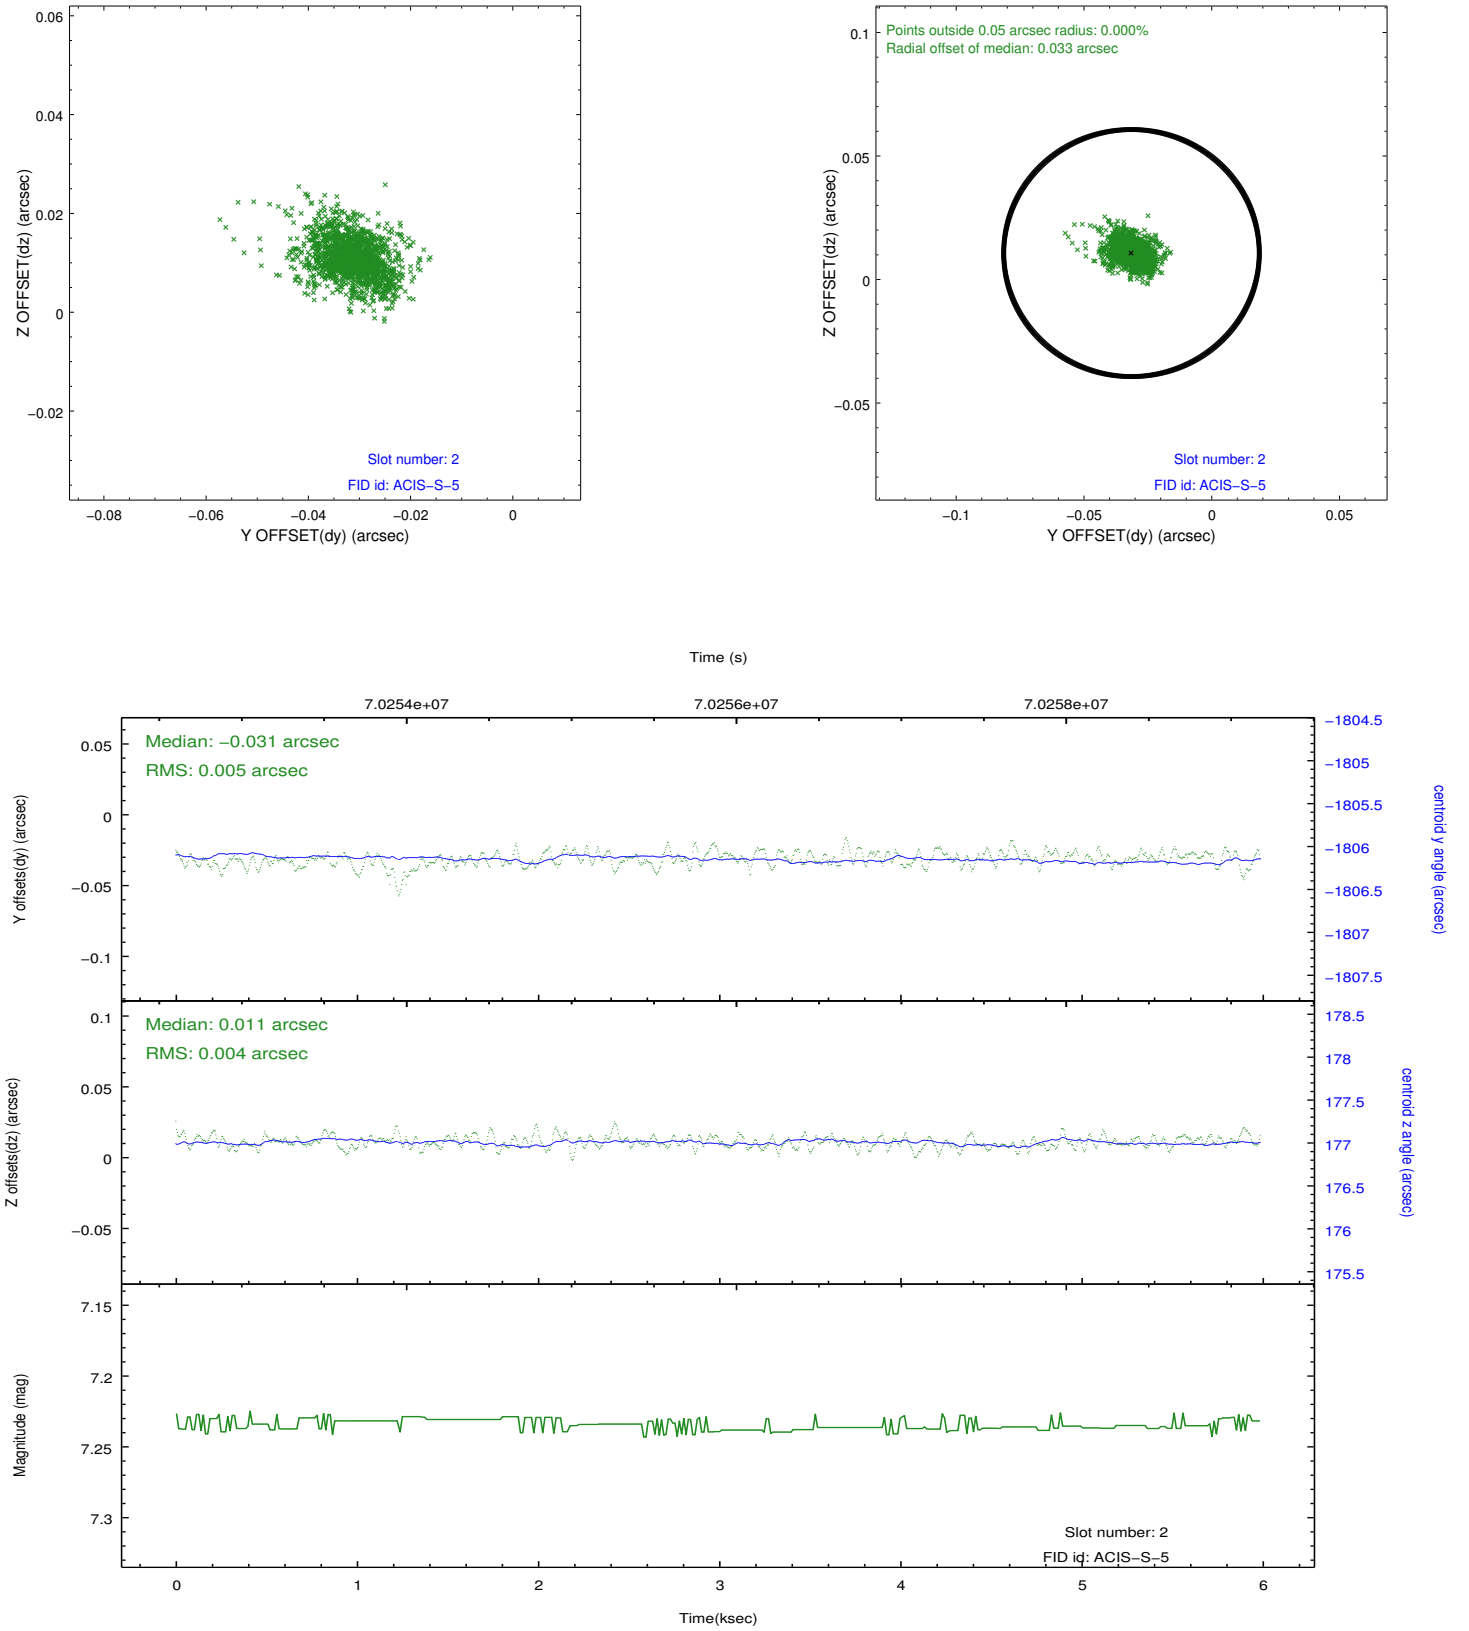 0.06
0.04
0.02
0
−0.02
Z OFFSET(dz) (arcsec)
Slot number: 2
FID id: ACIS−S−5
−0.08 −0.06 −0.04 −0.02 0
Y OFFSET(dy) (arcsec)
Points outside 0.05 arcsec radius: 0.000%
Radial offset of median: 0.033 arcsec
0.1
0.05
0
−0.05
Z OFFSET(dz) (arcsec)
Slot number: 2
FID id: ACIS−S−5
−0.1 −0.05 0 0.05
Y OFFSET(dy) (arcsec)
Time (s)
7.0254e+07 7.0256e+07 7.0258e+07
Median: −0.031 arcsec
RMS: 0.005 arcsec
0.05
0
−0.05
−0.1
Y offsets(dy) (arcsec)
−1804.5
−1805
−1805.5
−1806
−1806.5
−1807
−1807.5
centroid y angle (arcsec)
Median: 0.011 arcsec
RMS: 0.004 arcsec
0.1
0.05
0
−0.05
Z offsets(dz) (arcsec)
178.5
178
177.5
177
176.5
176
175.5
centroid z angle (arcsec)
7.15
7.2
7.25
7.3
Magnitude (mag)
Slot number: 2
FID id: ACIS−S−5
0 1 2 3 4 5 6
Time(ksec)